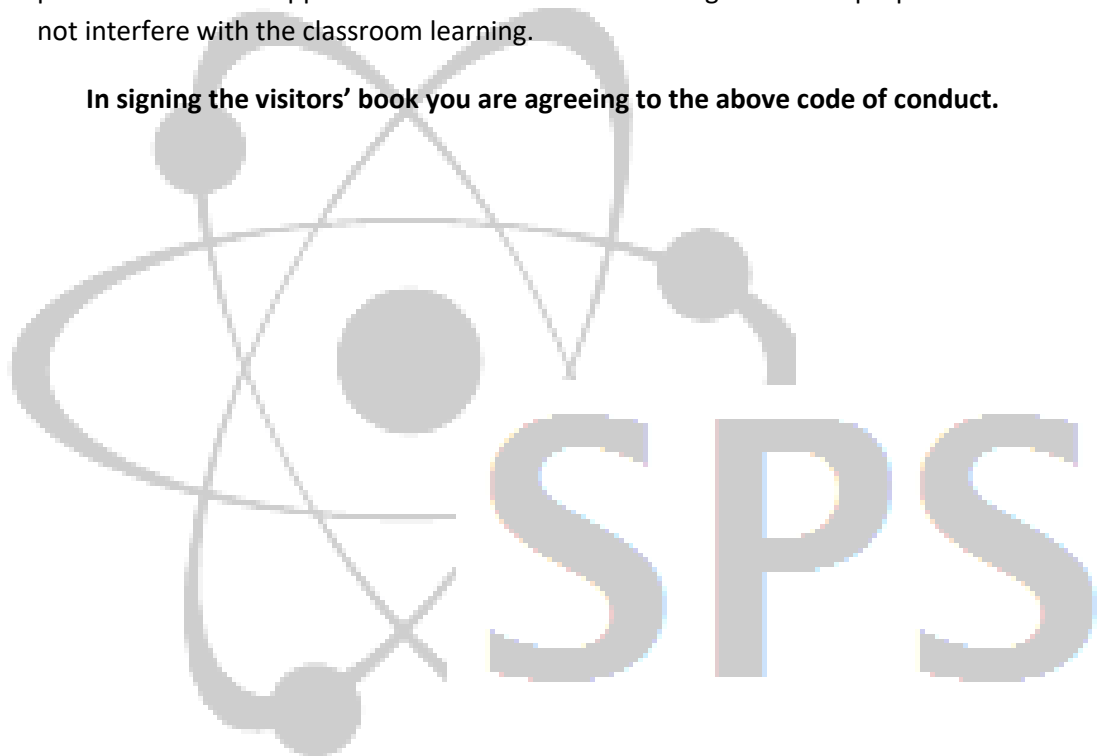 not interfere with the classroom learning.
In signing the visitors’ book you are agreeing to the above code of conduct.
SPS